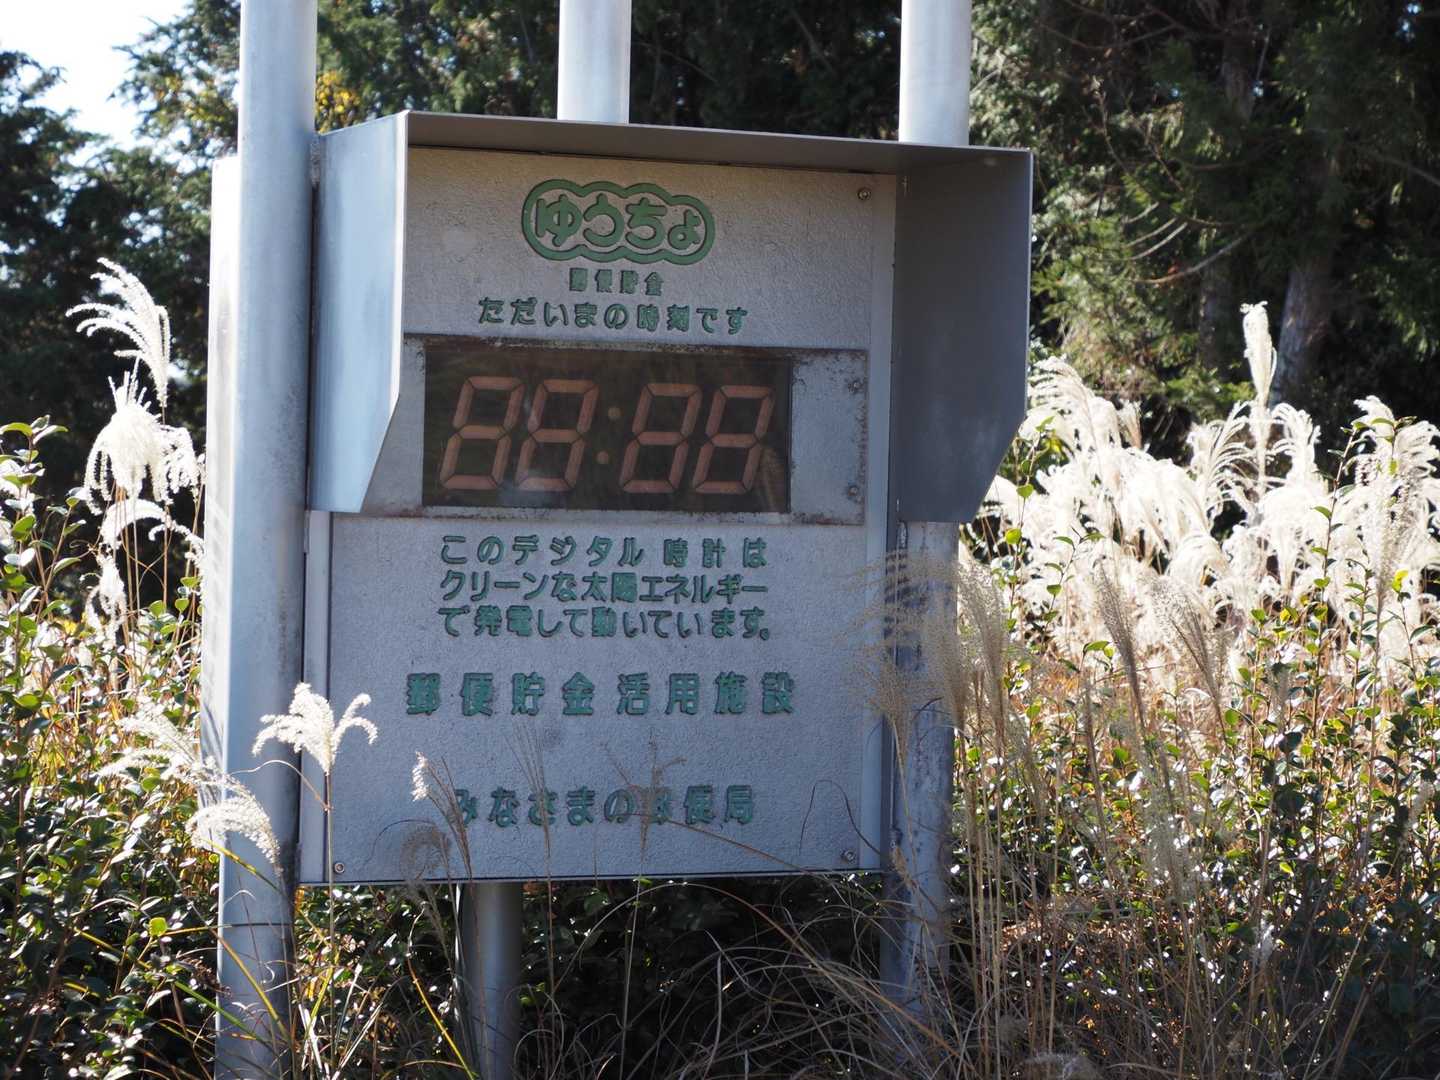 ゆうちょ
郵便貯金
ただいまの時刻です
88:88
このデジタル時計は
クリーンな太陽エネルギー
で発電して動いています。
郵便貯金活用施設
みなさまの郵便局